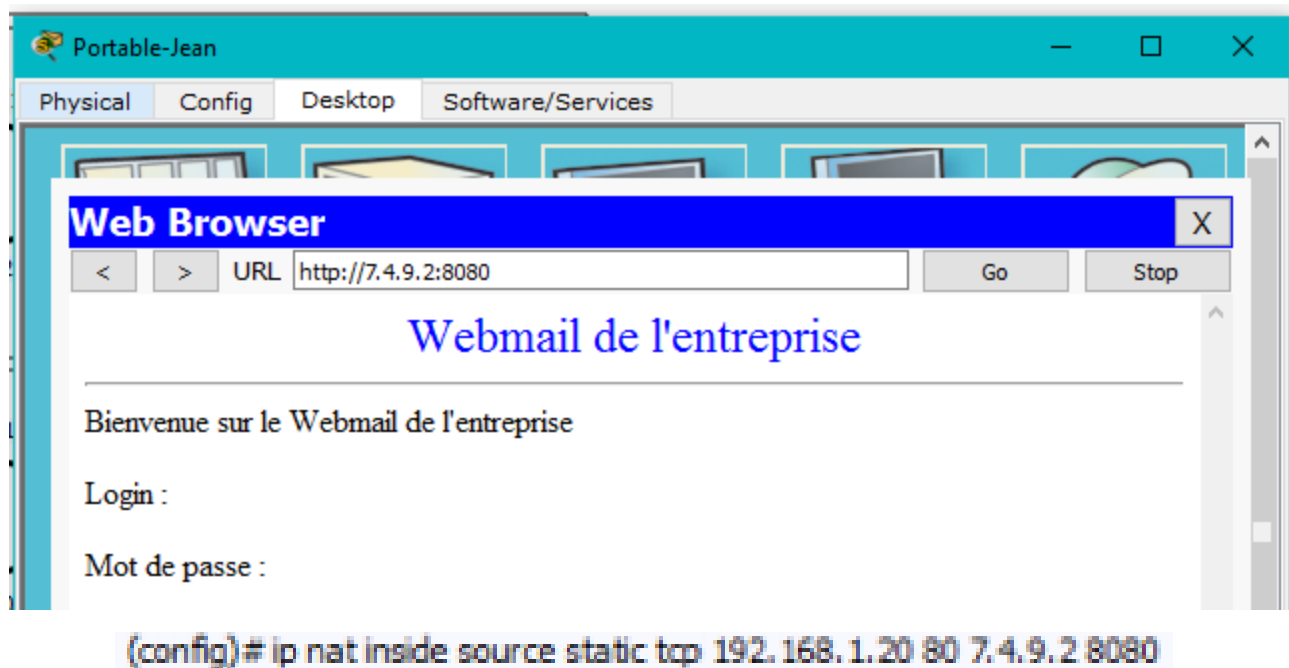 Portable-Jean
Physical Config Desktop Software/Services
Web Browser X
< > URL http://7.4.9.2:8080 Go Stop
Webmail de l'entreprise
Bienvenue sur le Webmail de l'entreprise
Login :
Mot de passe :
(config)# ip nat inside source static tcp 192.168.1.20 80 7.4.9.2 8080